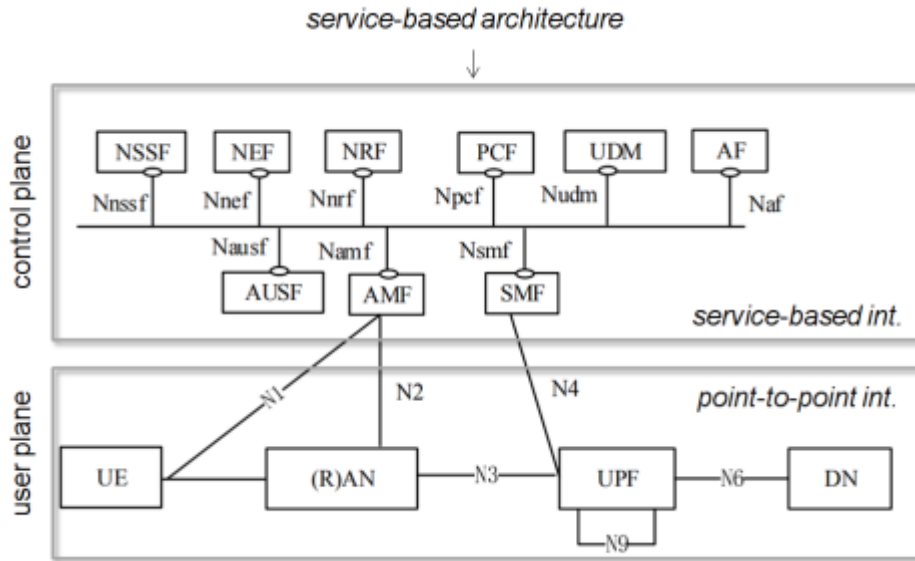 service-based architecture
control plane
NSSF NEF NRF PCF UDM AF
Nnssf Nnef Nnrf Npcf Nudm Naf
Nausf Namf Nsmf
AUSF AMF SMF
service-based int.
user plane
N1 N2 N4 point-to-point int.
UE (R)AN N3 UPF N6 DN
N9